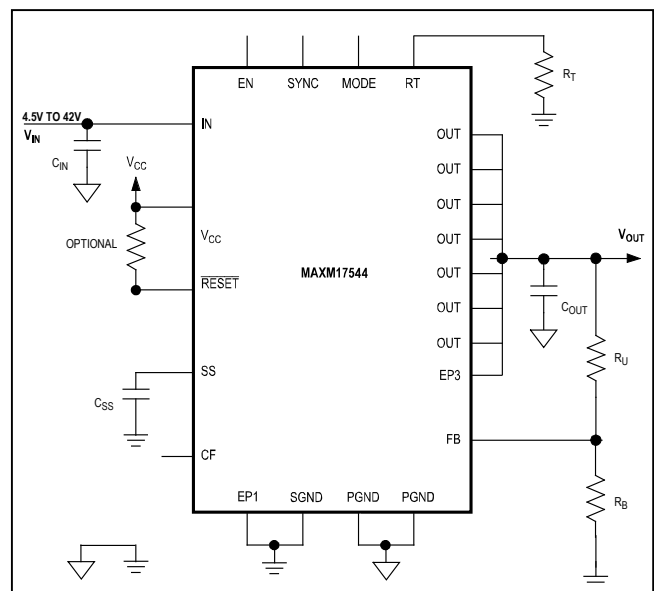 EN SYNC MODE RT
R_T
4.5V TO 42V
V_IN
IN
C_IN
V_CC
OPTIONAL
V_CC
RESET
MAXM17544
OUT
OUT
OUT
OUT
OUT
OUT
OUT
EP3
V_OUT
C_OUT
R_U
SS
C_SS
CF
FB
R_B
EP1 SGND PGND PGND